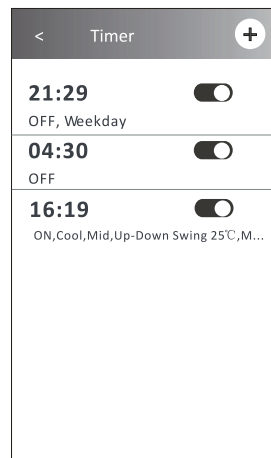 < Timer +
21:29
OFF, Weekday
04:30
OFF
16:19
ON,Cool,Mid,Up-Down Swing 25℃,M...